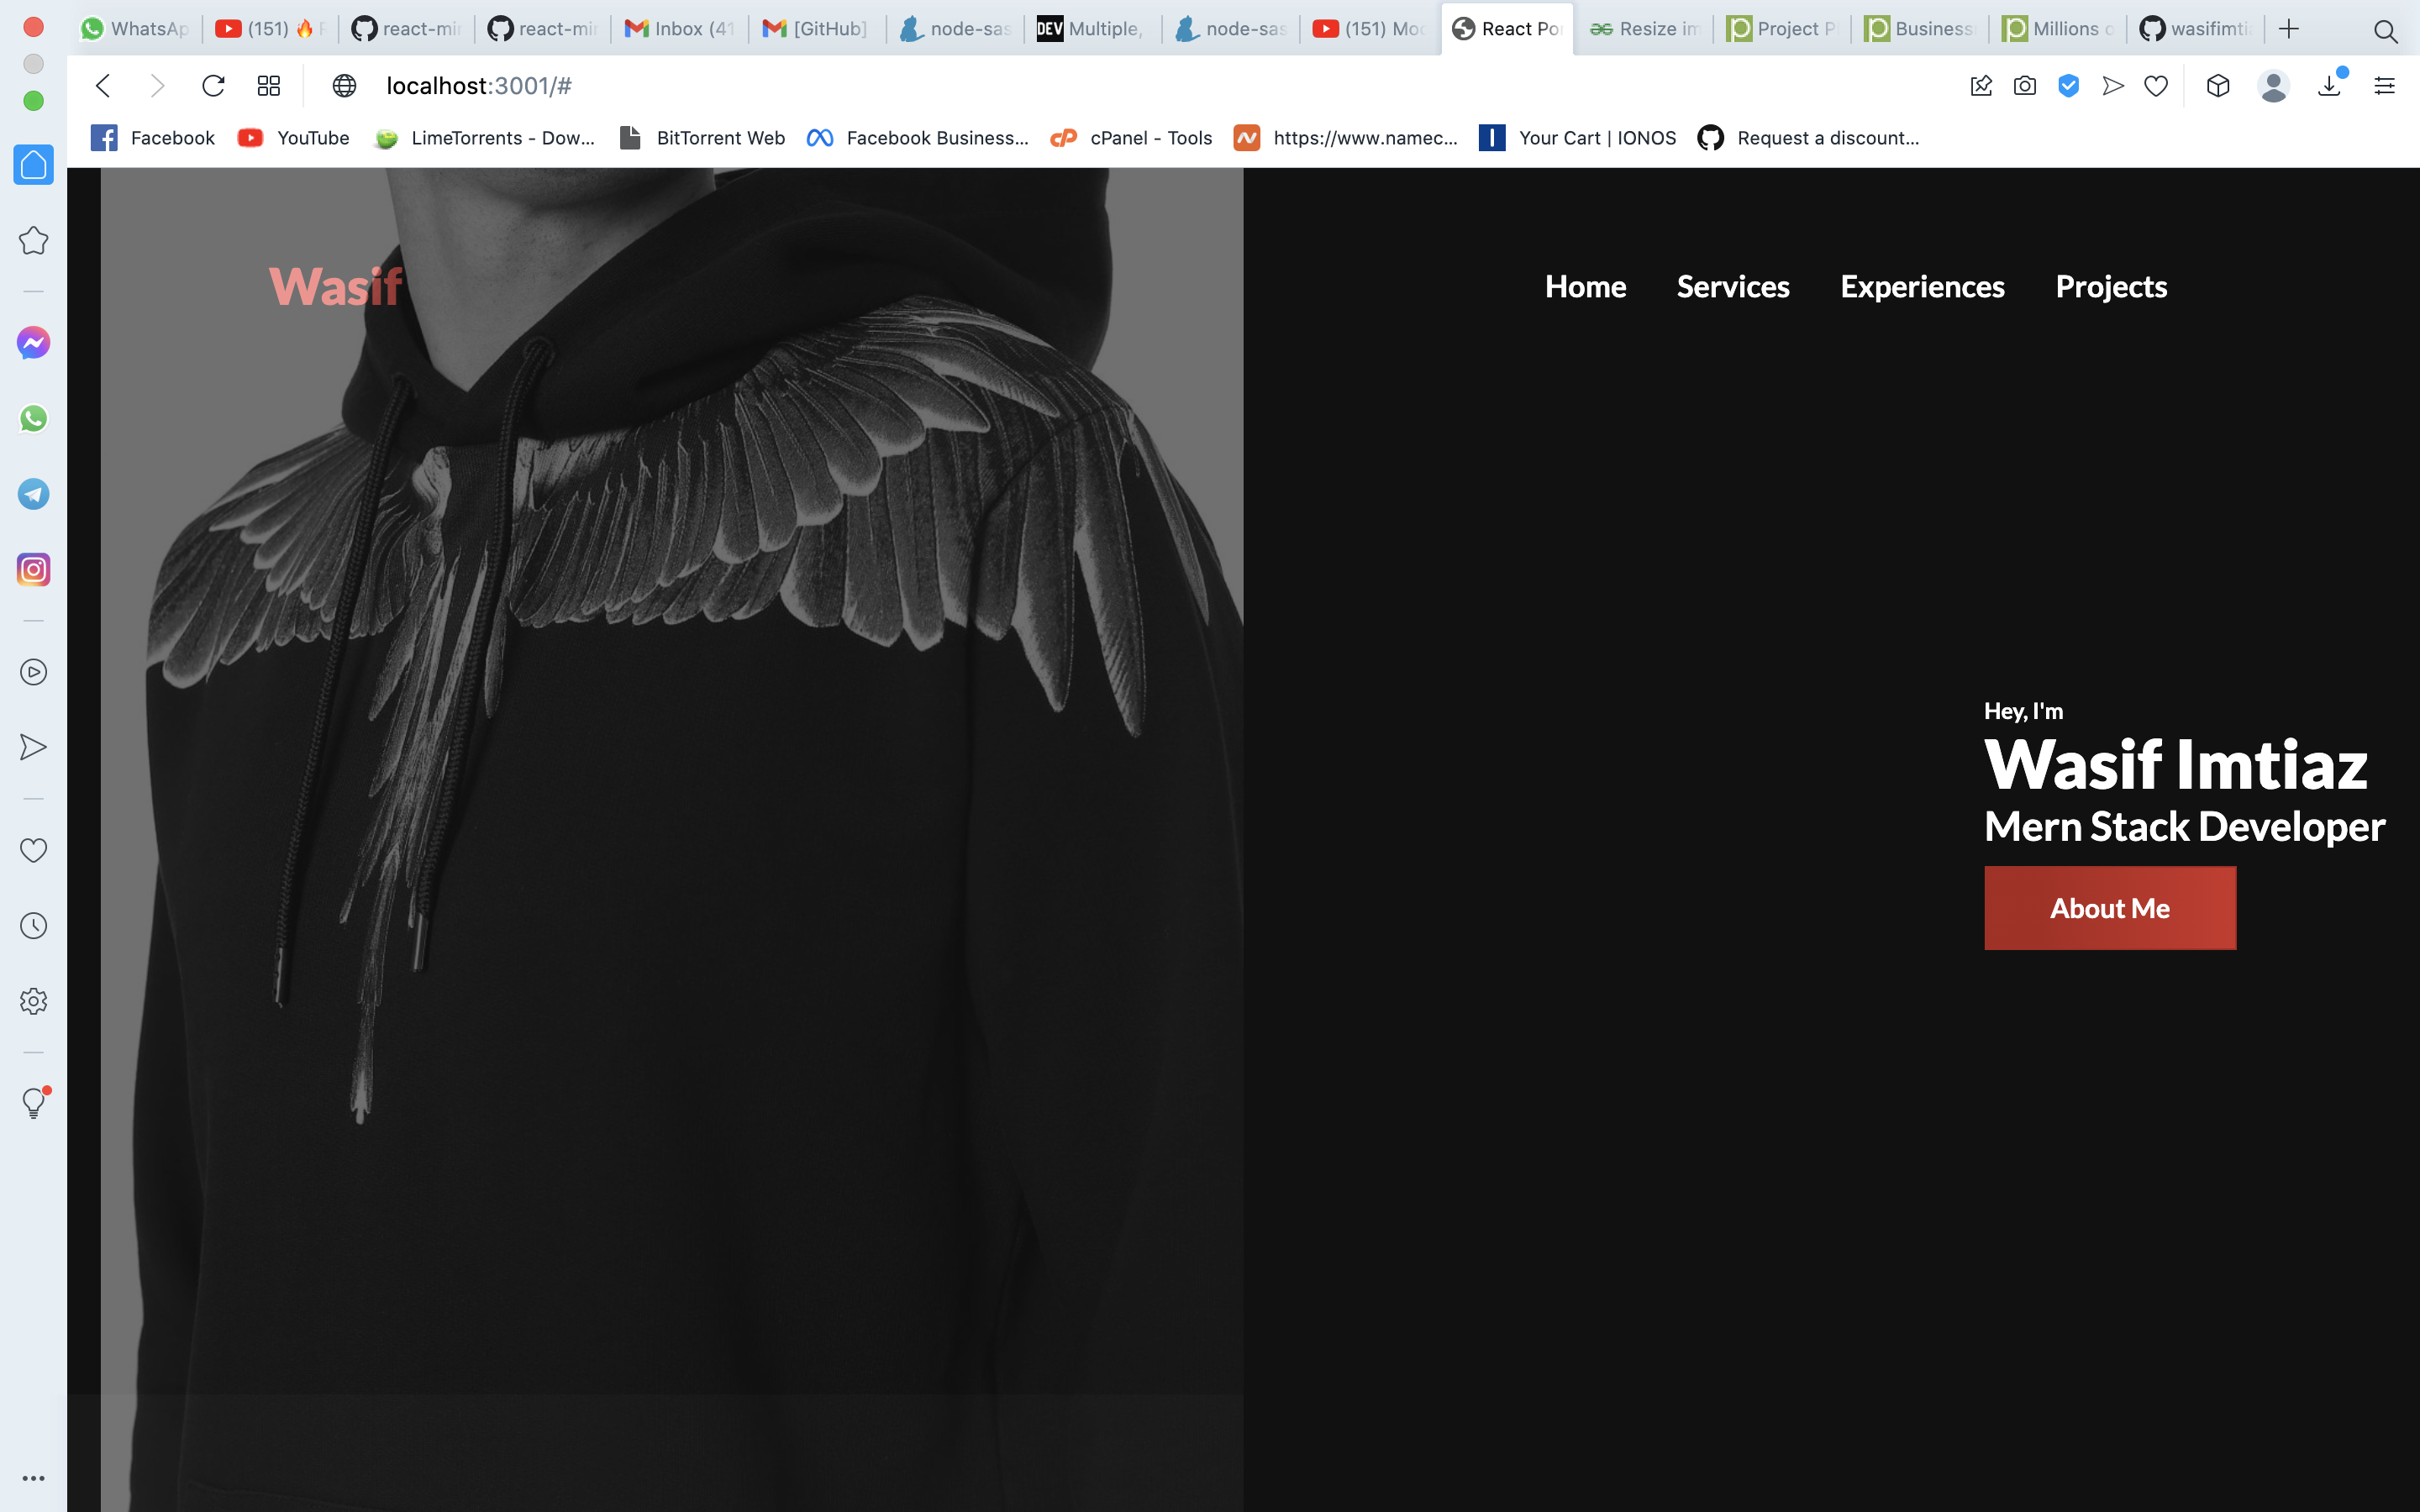 WhatsAp (151) 🔥 react-mi react-mi Inbox (41 [GitHub] node-sas DEV Multiple, node-sas (151) Mo React Po Resize im Project P Business Millions o wasifimti
localhost:3001/#
Facebook YouTube LimeTorrents - Dow... BitTorrent Web Facebook Business... cPanel - Tools https://www.namec... Your Cart | IONOS Request a discount...
Wasif Home Services Experiences Projects
Hey, I'm
Wasif Imtiaz
Mern Stack Developer
About Me